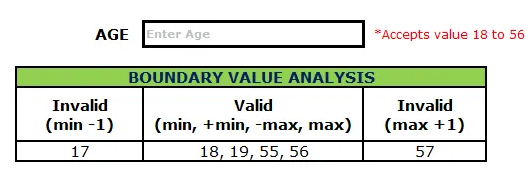 AGE Enter Age *Accepts value 18 to 56
BOUNDARY VALUE ANALYSIS
Invalid Valid Invalid
(min -1) (min, +min, -max, max) (max +1)
17 18, 19, 55, 56 57